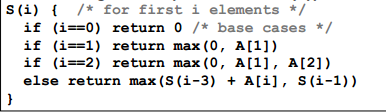 S(i) { /* for first i elements */
if (i==0) return 0 /* base cases */
if (i==1) return max(0, A[1])
if (i==2) return max(0, A[1], A[2])
else return max(S(i-3) + A[i], S(i-1))
}